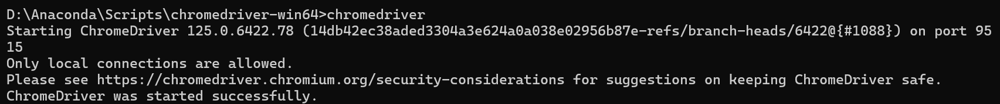 D:\Anaconda\Scripts\chromedriver-win64>chromedriver
Starting ChromeDriver 125.0.6422.78 (14db42ec38aded3304a3e624a0a038e02956b87e-refs/branch-heads/6422@{#1088}) on port 95
15
Only local connections are allowed.
Please see https://chromedriver.chromium.org/security-considerations for suggestions on keeping ChromeDriver safe.
ChromeDriver was started successfully.